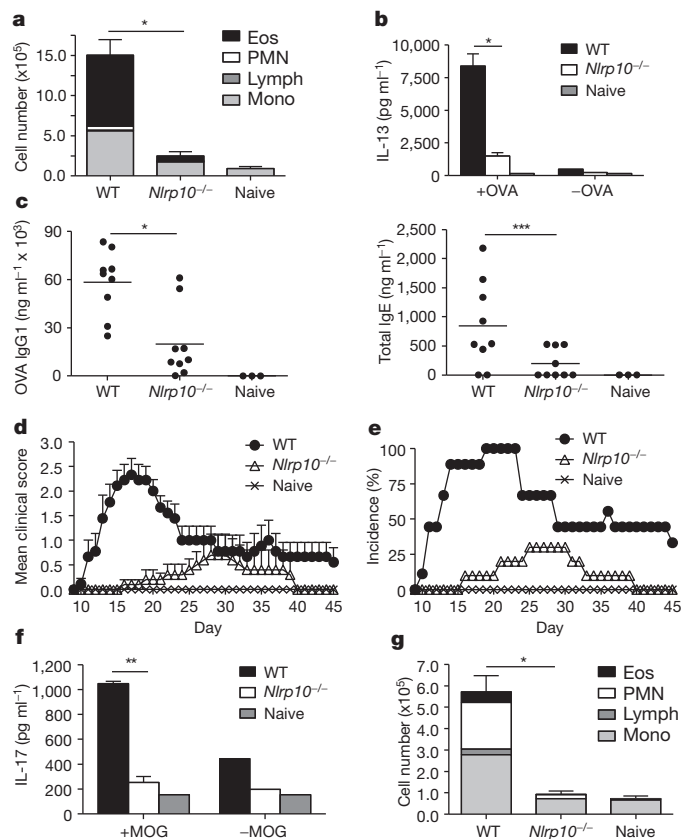 a
*
Cell number (x10⁵)
15.0
10.0
5.0
0.0
Eos
PMN
Lymph
Mono
WT
Nlrp10⁻/⁻
Naive
b
*
IL-13 (pg ml⁻¹)
10,000
7,500
5,000
2,500
0
WT
Nlrp10⁻/⁻
Naive
+OVA
−OVA
c
*
OVA IgG1 (ng ml⁻¹ x 10³)
90
60
30
0
WT
Nlrp10⁻/⁻
Naive
***
Total IgE (ng ml⁻¹)
2,500
2,000
1,500
1,000
500
0
WT
Nlrp10⁻/⁻
Naive
d
Mean clinical score
3.0
2.5
2.0
1.5
1.0
0.5
0.0
WT
Nlrp10⁻/⁻
Naive
9 10 15 20 25 30 35 40 45
Day
e
Incidence (%)
100
75
50
25
0
WT
Nlrp10⁻/⁻
Naive
9 10 15 20 25 30 35 40 45
Day
f
**
IL-17 (pg ml⁻¹)
1,200
1,000
800
600
400
200
0
WT
Nlrp10⁻/⁻
Naive
+MOG
−MOG
g
*
Cell number (x10⁵)
7.0
6.0
5.0
4.0
3.0
2.0
1.0
0.0
Eos
PMN
Lymph
Mono
WT
Nlrp10⁻/⁻
Naive